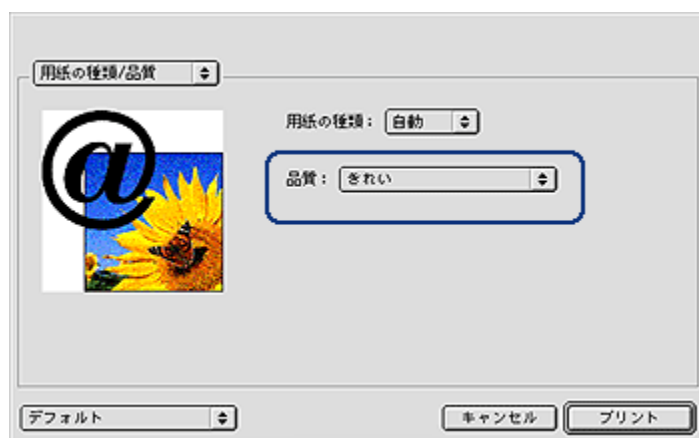 用紙の種類/品質
用紙の種類： 自動
@
品質： きれい
デフォルト
キャンセル プリント